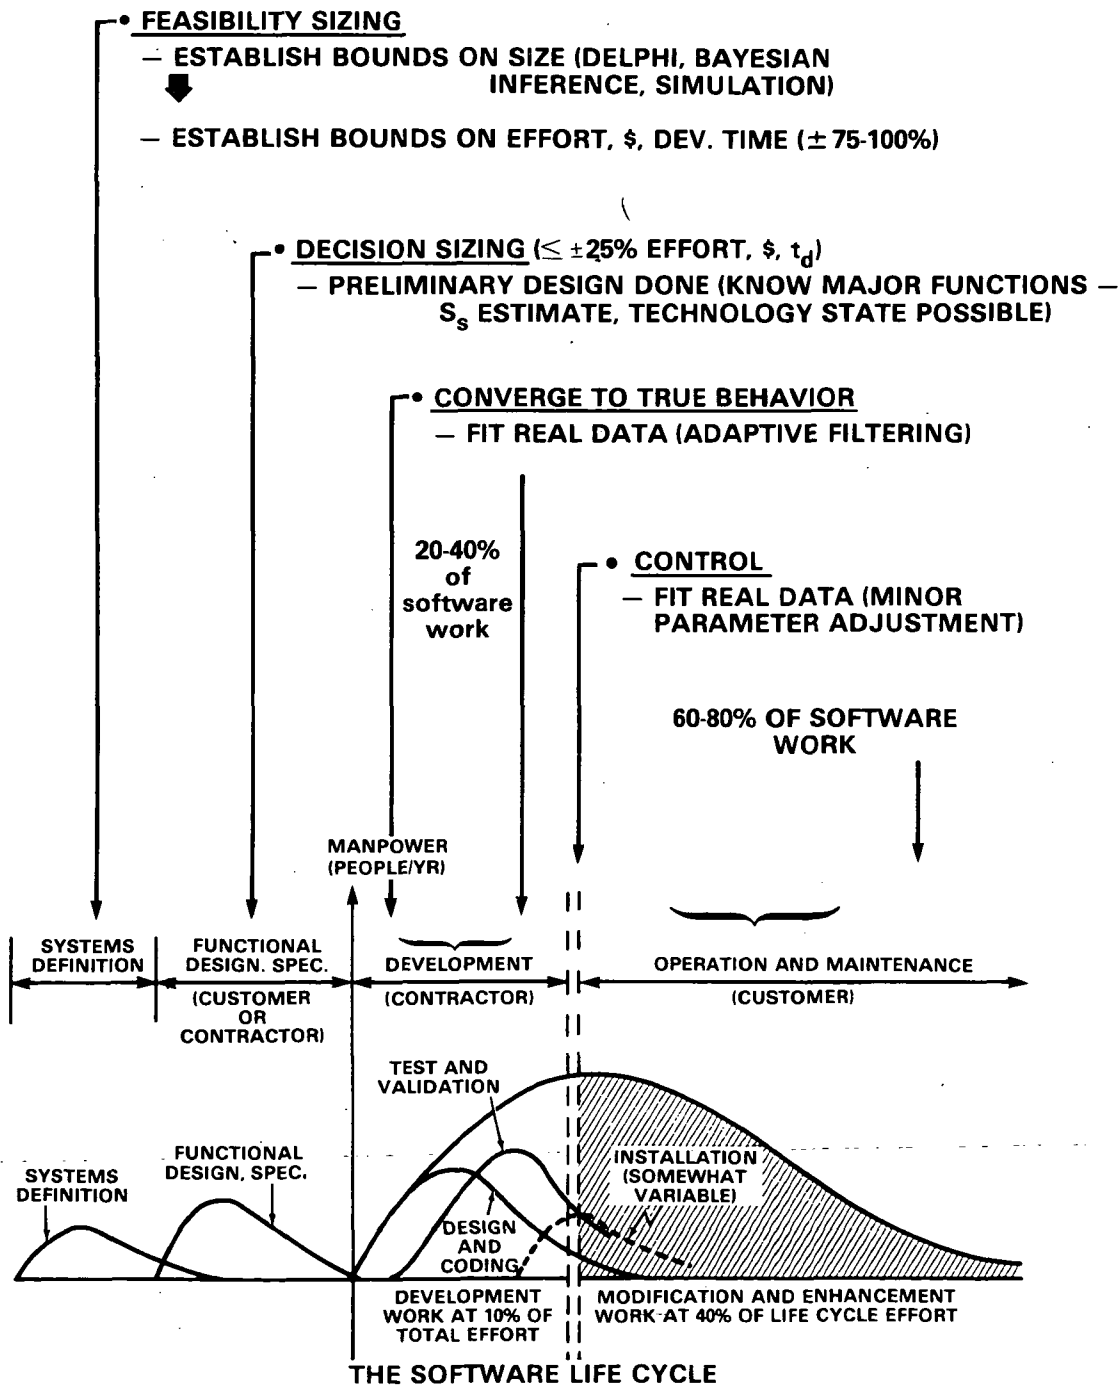 • FEASIBILITY SIZING
— ESTABLISH BOUNDS ON SIZE (DELPHI, BAYESIAN
INFERENCE, SIMULATION)
— ESTABLISH BOUNDS ON EFFORT, $, DEV. TIME (± 75-100%)
• DECISION SIZING (≤ ±25% EFFORT, $, t_d)
— PRELIMINARY DESIGN DONE (KNOW MAJOR FUNCTIONS —
S_s ESTIMATE, TECHNOLOGY STATE POSSIBLE)
• CONVERGE TO TRUE BEHAVIOR
— FIT REAL DATA (ADAPTIVE FILTERING)
20-40%
of
software
work
• CONTROL
— FIT REAL DATA (MINOR
PARAMETER ADJUSTMENT)
60-80% OF SOFTWARE
WORK
MANPOWER
(PEOPLE/YR)
SYSTEMS
DEFINITION
FUNCTIONAL
DESIGN. SPEC.
(CUSTOMER
OR
CONTRACTOR)
DEVELOPMENT
(CONTRACTOR)
OPERATION AND MAINTENANCE
(CUSTOMER)
TEST AND
VALIDATION
FUNCTIONAL
DESIGN, SPEC.
SYSTEMS
DEFINITION
INSTALLATION
(SOMEWHAT
VARIABLE)
DESIGN
AND
CODING
DEVELOPMENT
WORK AT 10% OF
TOTAL EFFORT
MODIFICATION AND ENHANCEMENT
WORK AT 40% OF LIFE CYCLE EFFORT
THE SOFTWARE LIFE CYCLE